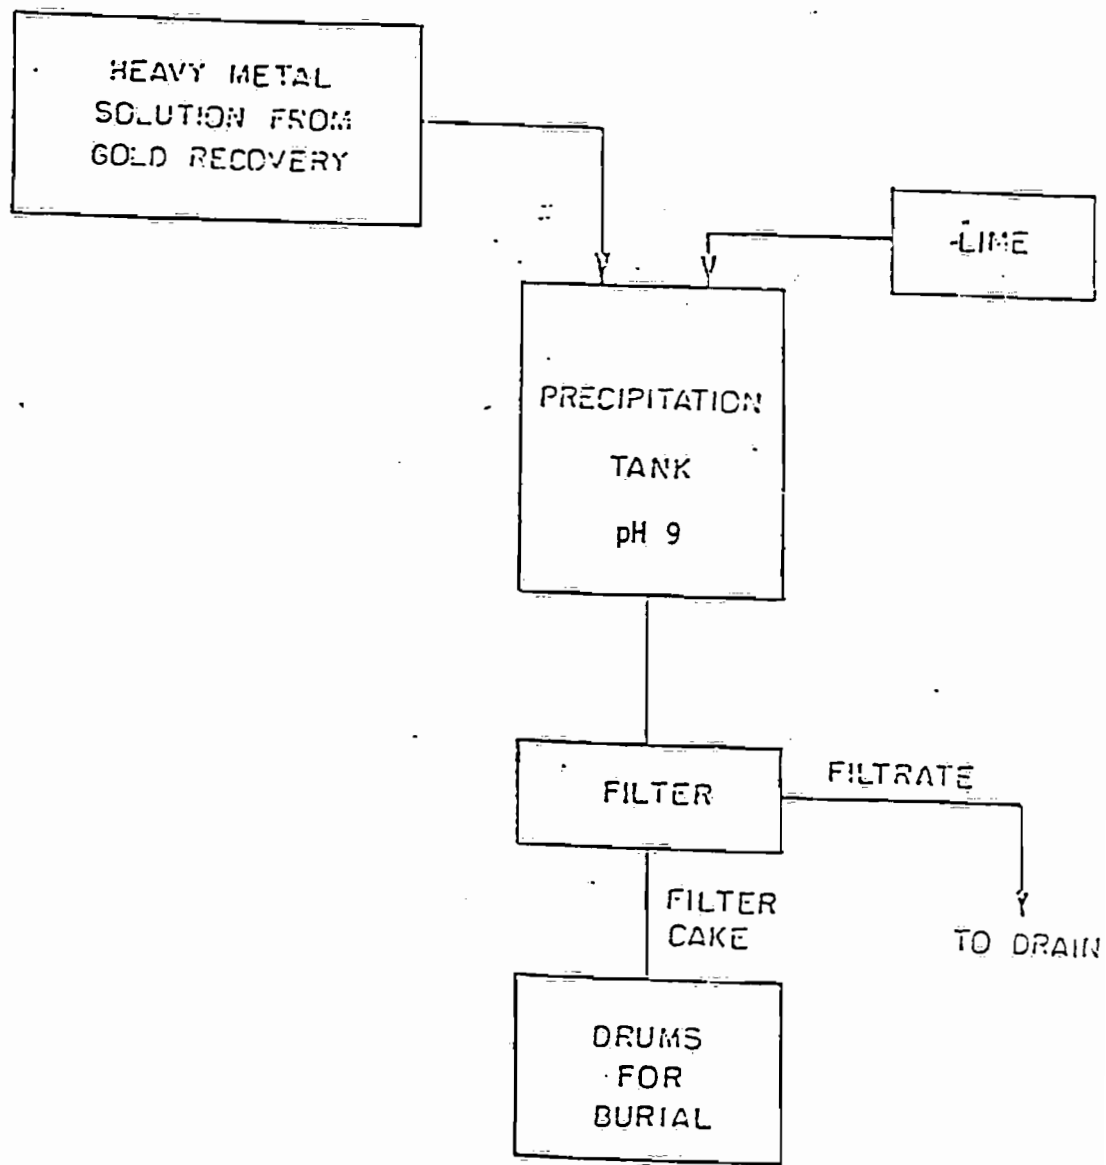 HEAVY METAL
SOLUTION FROM
GOLD RECOVERY
LIME
PRECIPITATION
TANK
pH 9
FILTER
FILTRATE
FILTER
CAKE
TO DRAIN
DRUMS
FOR
BURIAL